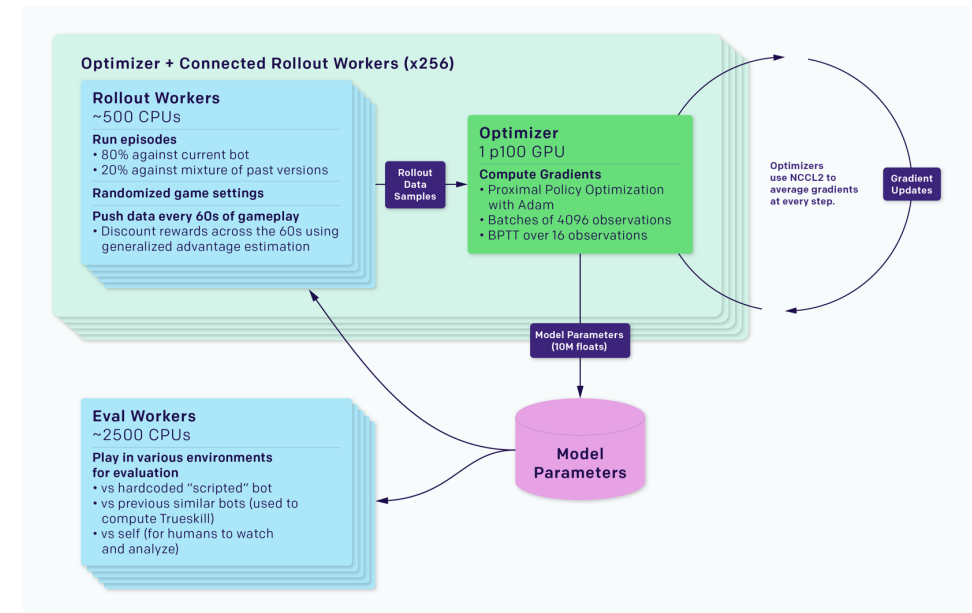 Optimizer + Connected Rollout Workers (x256)
Rollout Workers
~500 CPUs
Run episodes
• 80% against current bot
• 20% against mixture of past versions
Randomized game settings
Push data every 60s of gameplay
• Discount rewards across the 60s using
generalized advantage estimation
Rollout
Data
Samples
Optimizer
1 p100 GPU
Compute Gradients
• Proximal Policy Optimization
with Adam
• Batches of 4096 observations
• BPTT over 16 observations
Optimizers
use NCCL2 to
average gradients
at every step.
Gradient
Updates
Model Parameters
(10M floats)
Eval Workers
~2500 CPUs
Play in various environments
for evaluation
• vs hardcoded “scripted” bot
• vs previous similar bots (used to
compute Trueskill)
• vs self (for humans to watch
and analyze)
Model
Parameters